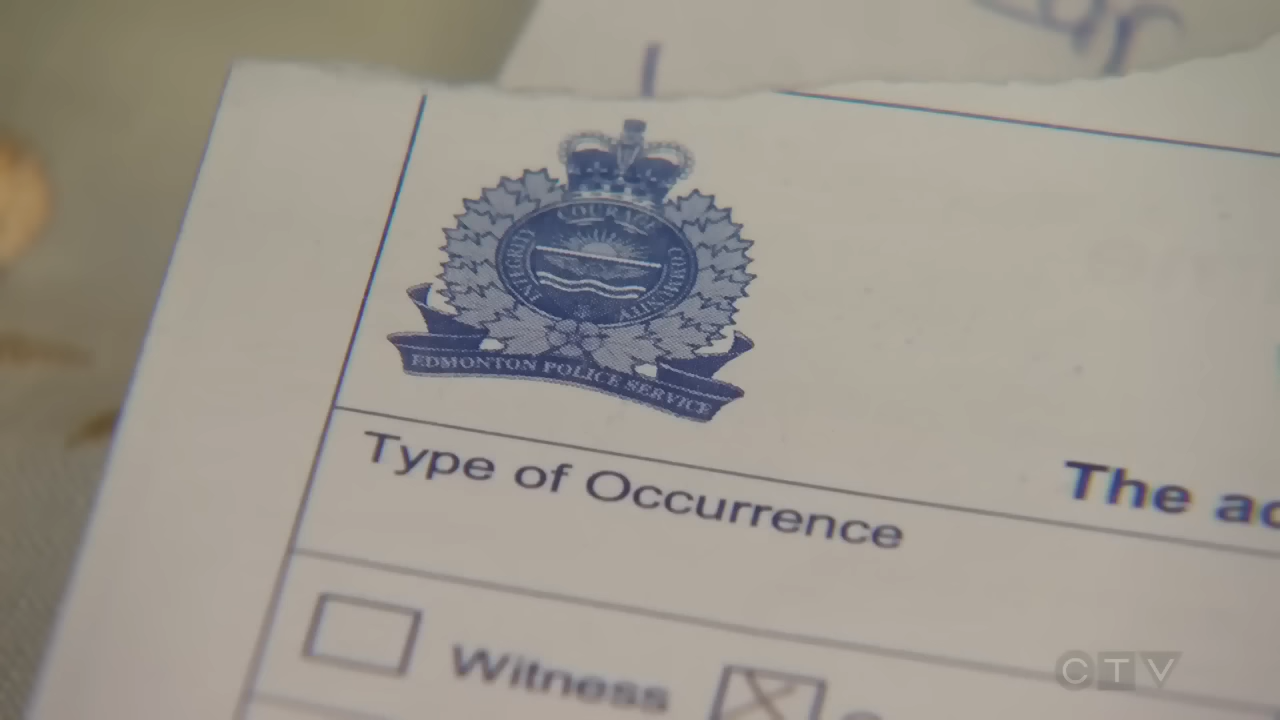 COURAGE
INTEGRITY
COMMUNITY
EDMONTON POLICE SERVICE
Type of Occurrence
The
Witness
CTV